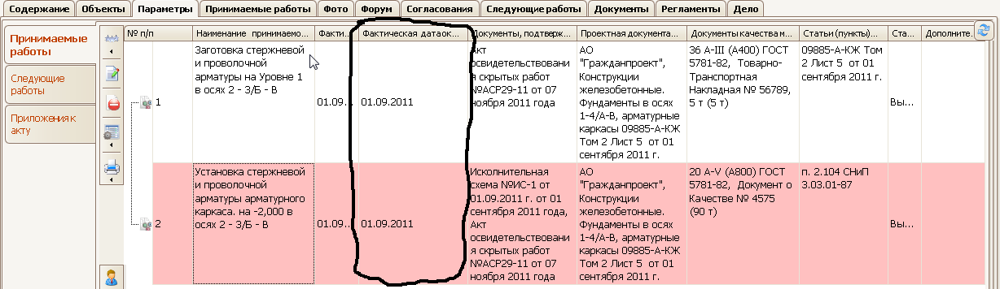 Содержание Объекты Параметры Принимаемые работы Фото Форум Согласования Следующие работы Документы Регламенты Дело
Принимаемые
работы
Следующие
работы
Приложения к
акту
№ п/п Наименание принимаемо... Факти... Фактическая датаок... Документы, подтверж... Проектная документа... Документы качества м... Статьи (пункты)... Ста... Дополните...
1
Заготовка стержневой
и проволочной
арматуры на Уровне 1
в осях 2 - 3/Б - В
01.09...
01.09.2011
Акт
освидетельствовани
я скрытых работ
№АСР29-11 от 07
ноября 2011 года
АО
"Гражданпроект",
Конструкции
железобетонные.
Фундаменты в осях
1-4/А-В, арматурные
каркасы 09885-А-КЖ
Том 2 Лист 5 от 01
сентября 2011 г.
36 А-III (А400) ГОСТ
5781-82, Товарно-
Транспортная
Накладная № 56789,
5 т (5 т)
09885-А-КЖ Том
2 Лист 5 от 01
сентября 2011 г.
Вы...
2
Установка стержневой
и проволочной
арматуры арматурного
каркаса. на -2,000 в
осях 2 - 3/Б - В
01.09...
01.09.2011
Исполнительная
схема №ИС-1 от
01.09.2011 г. от 01
сентября 2011 года,
Акт
освидетельствовани
я скрытых работ
№АСР29-11 от 07
ноября 2011 года
АО
"Гражданпроект",
Конструкции
железобетонные.
Фундаменты в осях
1-4/А-В, арматурные
каркасы 09885-А-КЖ
Том 2 Лист 5 от 01
сентября 2011 г.
20 А-V (А800) ГОСТ
5781-82, Документ о
Качестве № 4575
(90 т)
п. 2.104 СНиП
3.03.01-87
Вы...